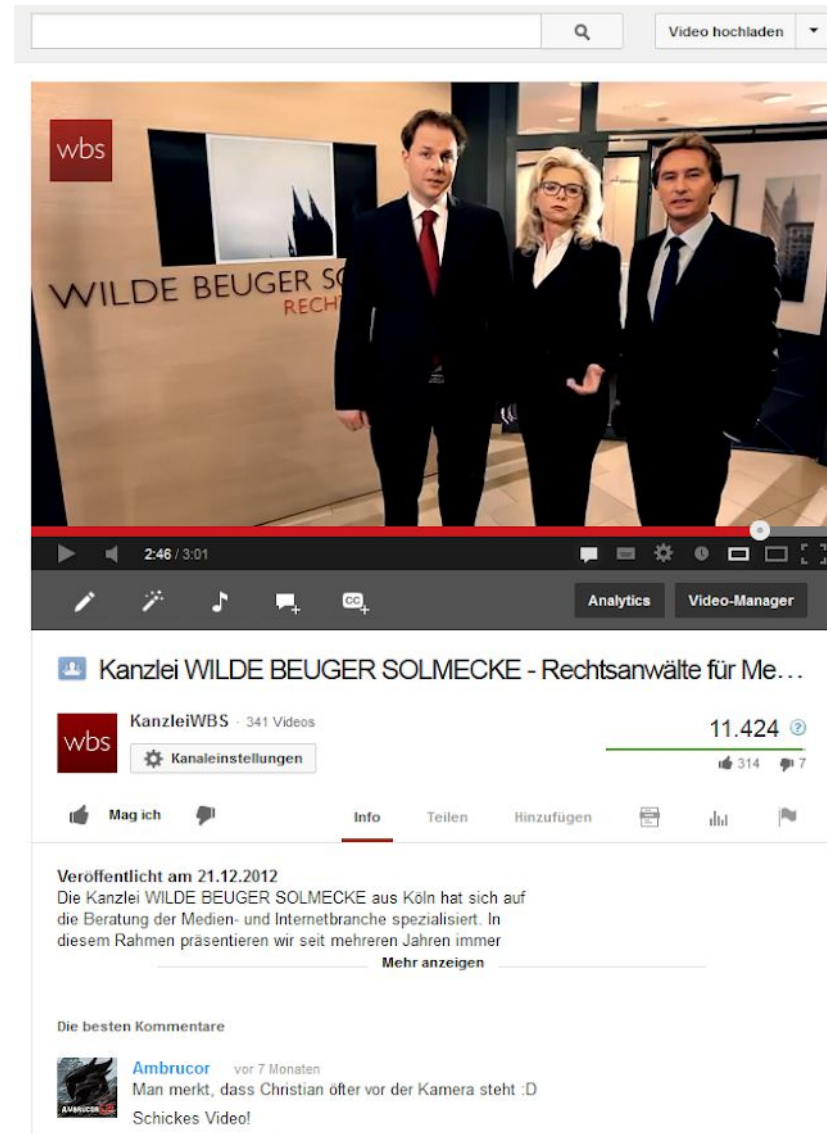 Video hochladen
wbs
WILDE BEUGER SO
RECHT
2:46 / 3:01
CC
Analytics
Video-Manager
Kanzlei WILDE BEUGER SOLMECKE - Rechtsanwälte für Me...
wbs
KanzleiWBS · 341 Videos
11.424 ?
Kanaleinstellungen
314 7
Mag ich
Info Teilen Hinzufügen
Veröffentlicht am 21.12.2012
Die Kanzlei WILDE BEUGER SOLMECKE aus Köln hat sich auf
die Beratung der Medien- und Internetbranche spezialisiert. In
diesem Rahmen präsentieren wir seit mehreren Jahren immer
Mehr anzeigen
Die besten Kommentare
Ambrucor vor 7 Monaten
Man merkt, dass Christian öfter vor der Kamera steht :D
Schickes Video!